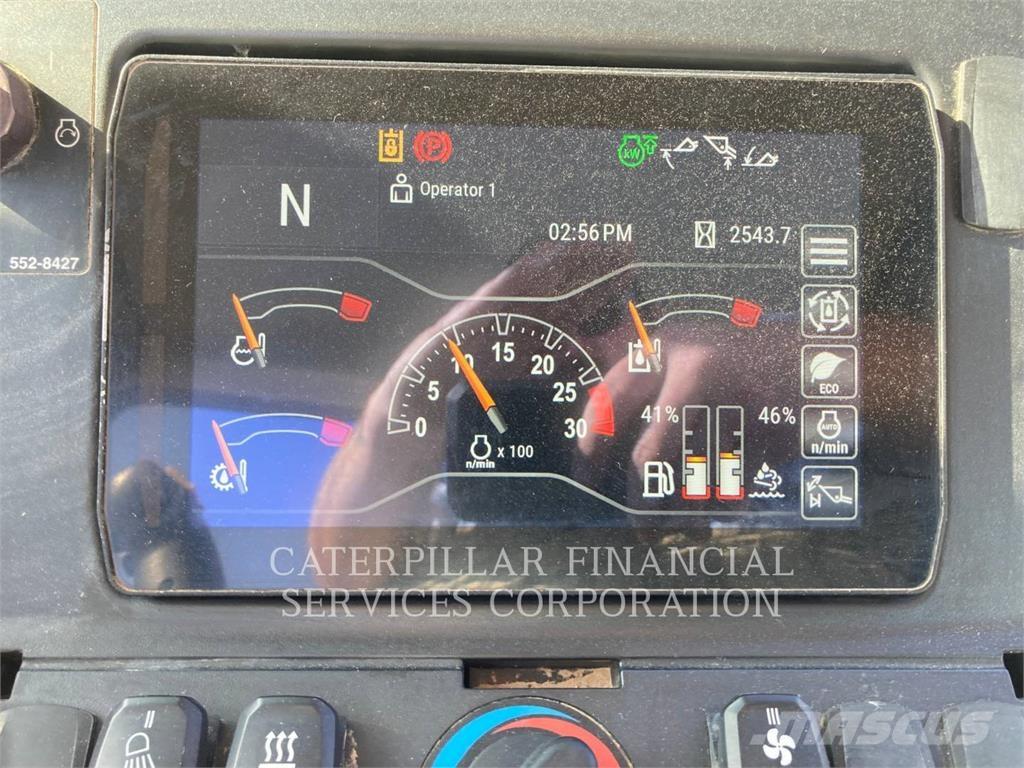 P
kW
Operator 1
N
02:56 PM
2543.7
552-8427
0
5
10
15
20
25
30
n/min
x 100
41%
46%
ECO
AUTO
n/min
CATERPILLAR FINANCIAL
SERVICES CORPORATION
MASCUS